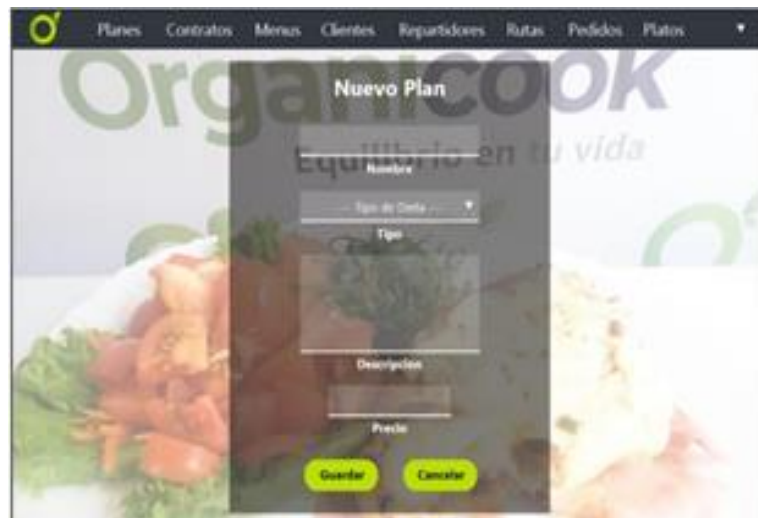 Planes Contratos Menus Clientes Repartidores Rutas Pedidos Platos
Organicook
Equilibrio en tu vida
Nuevo Plan
Nombre
-- Tipo de Dieta --
Tipo
Descripción
Precio
Guardar Cancelar